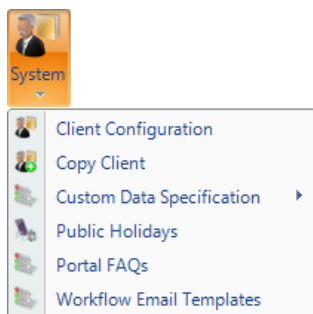 System
Client Configuration
Copy Client
Custom Data Specification
Public Holidays
Portal FAQs
Workflow Email Templates